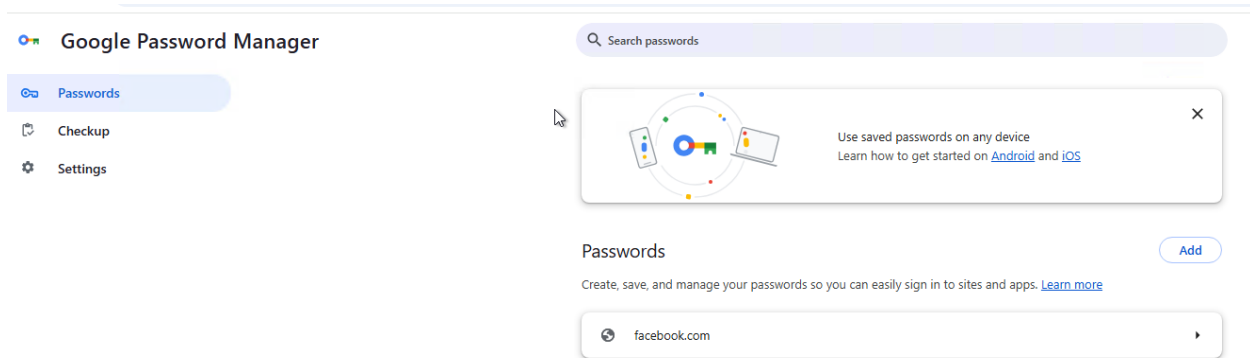 Google Password Manager
Search passwords
Passwords
Checkup
Settings
Use saved passwords on any device
Learn how to get started on Android and iOS
Passwords
Add
Create, save, and manage your passwords so you can easily sign in to sites and apps. Learn more
facebook.com